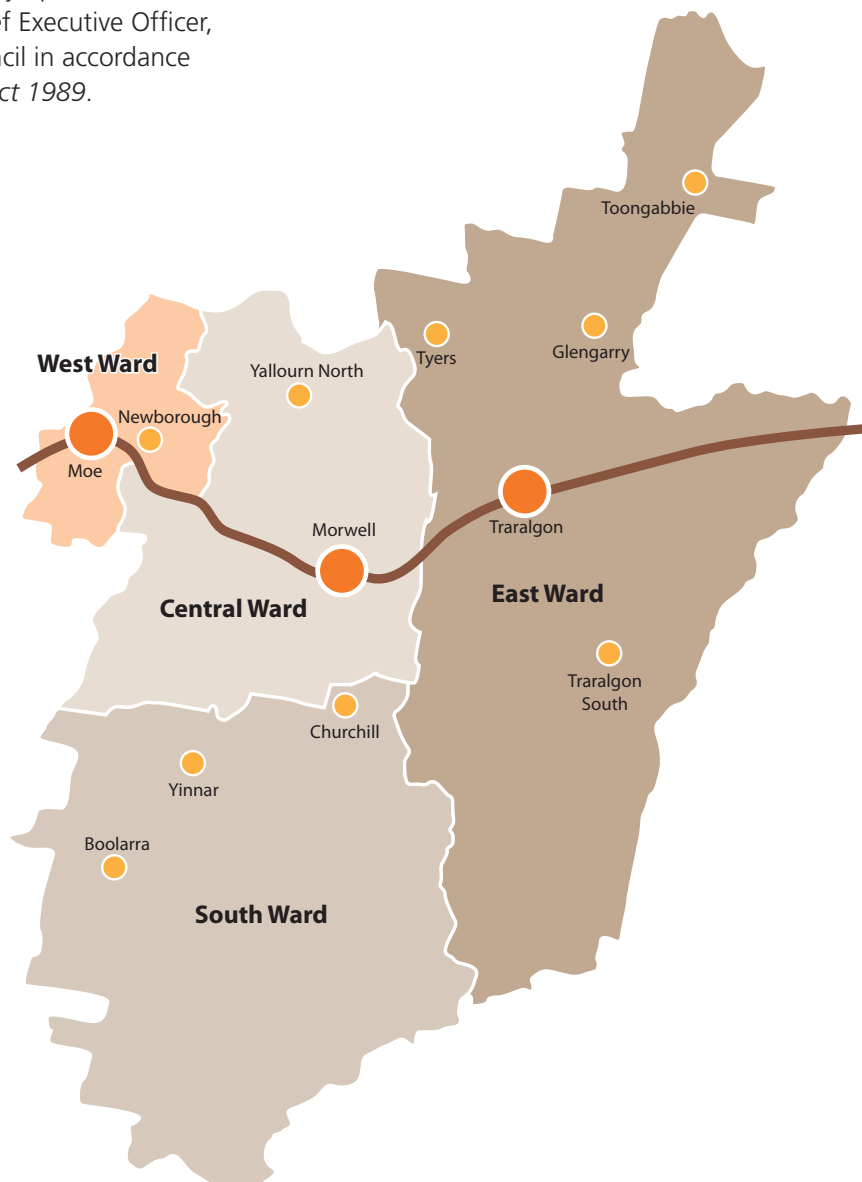 f Executive Officer,
cil in accordance
ct 1989.
Toongabbie
Glengarry
Tyers
West Ward
Yallourn North
Newborough
Moe
Morwell
Traralgon
Central Ward
East Ward
Traralgon
South
Churchill
Yinnar
Boolarra
South Ward